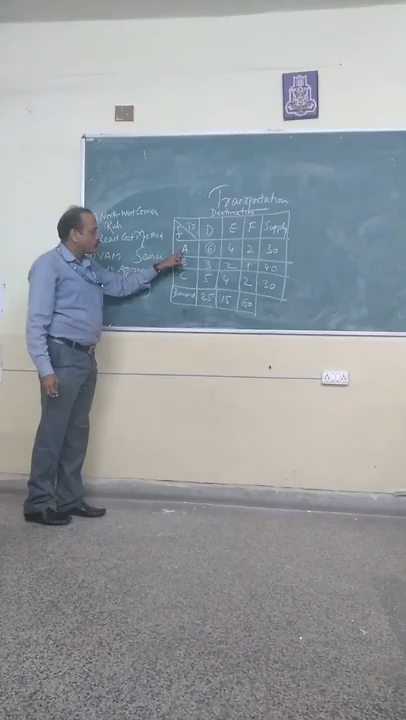 Transportation
Destination
North-West Corner
Rule
Least Cost
VAM
TO D E F Supply
A 6 4 2 30
B 3 2 1 40
C 5 4 2 30
Demand 25 15 60